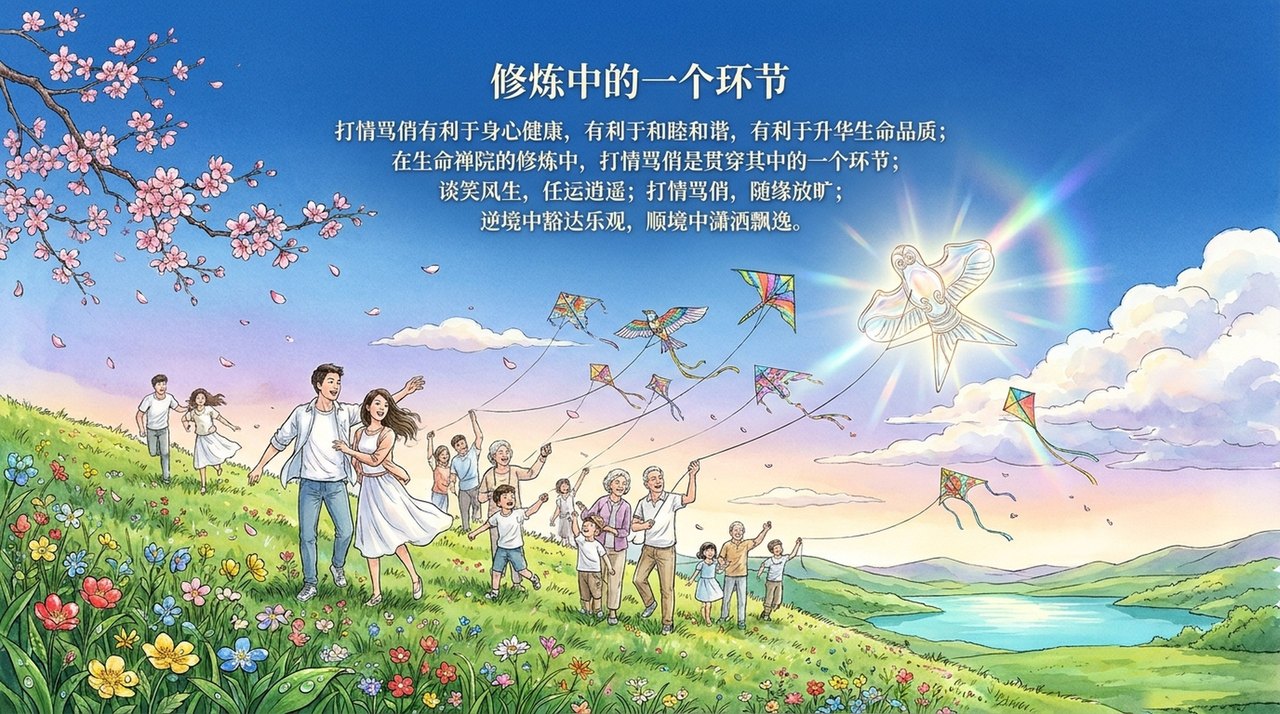 修炼中的一个环节
打情骂俏有利于身心健康，有利于和睦和谐，有利于升华生命品质；
在生命禅院的修炼中，打情骂俏是贯穿其中的一个环节；
谈笑风生，任运逍遥；打情骂俏，随缘放旷；
逆境中豁达乐观，顺境中潇洒飘逸。